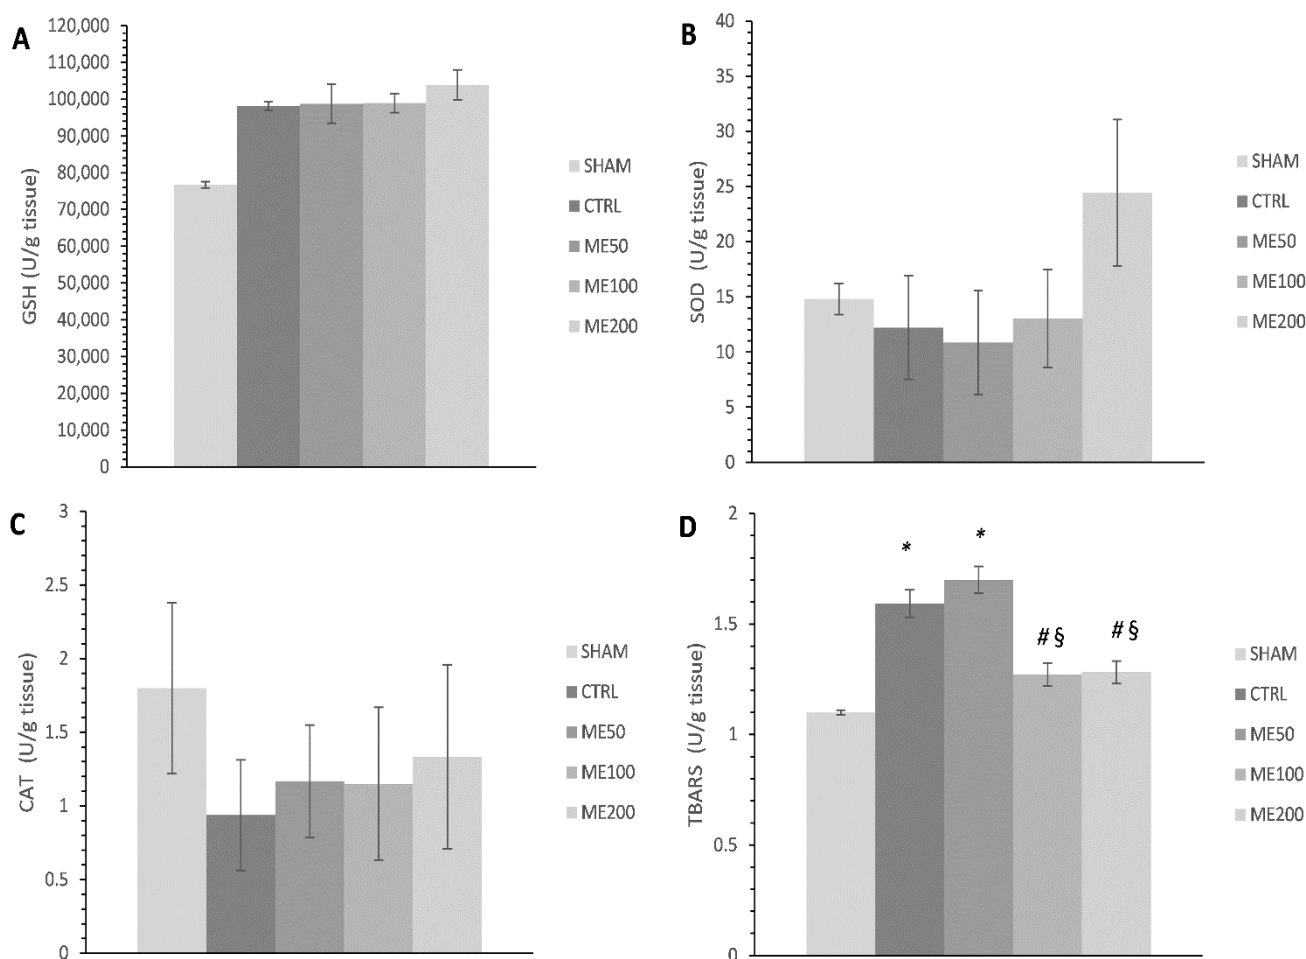 A
GSH (U/g tissue)
120,000
110,000
100,000
90,000
80,000
70,000
60,000
50,000
40,000
30,000
20,000
10,000
0
SHAM
CTRL
ME50
ME100
ME200
B
SOD (U/g tissue)
40
35
30
25
20
15
10
5
0
SHAM
CTRL
ME50
ME100
ME200
C
CAT (U/g tissue)
3
2.5
2
1.5
1
0.5
0
SHAM
CTRL
ME50
ME100
ME200
D
TBARS (U/g tissue)
2
1.5
1
0.5
0
*
*
# §
# §
SHAM
CTRL
ME50
ME100
ME200